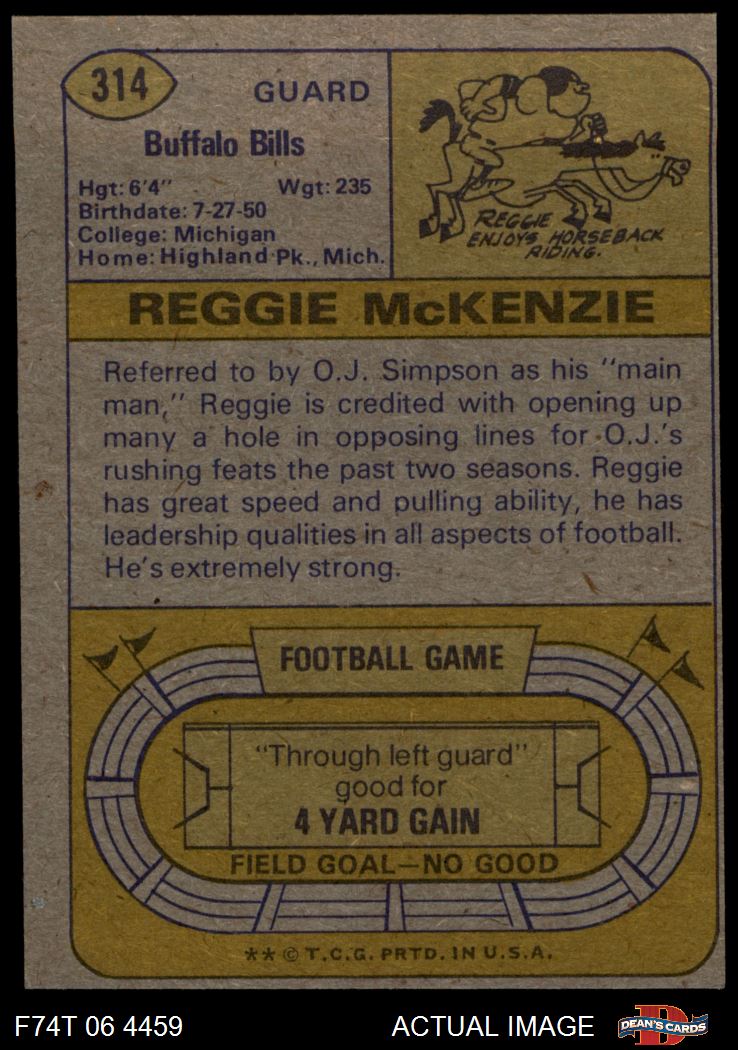 314
GUARD
Buffalo Bills
Hgt: 6'4" Wgt: 235
Birthdate: 7-27-50
College: Michigan
Home: Highland Pk., Mich.
REGGIE
ENJOYS HORSEBACK
RIDING.
REGGIE McKENZIE
Referred to by O.J. Simpson as his "main
man," Reggie is credited with opening up
many a hole in opposing lines for O.J.'s
rushing feats the past two seasons. Reggie
has great speed and pulling ability, he has
leadership qualities in all aspects of football.
He's extremely strong.
FOOTBALL GAME
"Through left guard"
good for
4 YARD GAIN
FIELD GOAL—NO GOOD
** © T.C.G. PRTD. IN U.S.A.
F74T 06 4459 ACTUAL IMAGE
D
DEAN'S CARDS